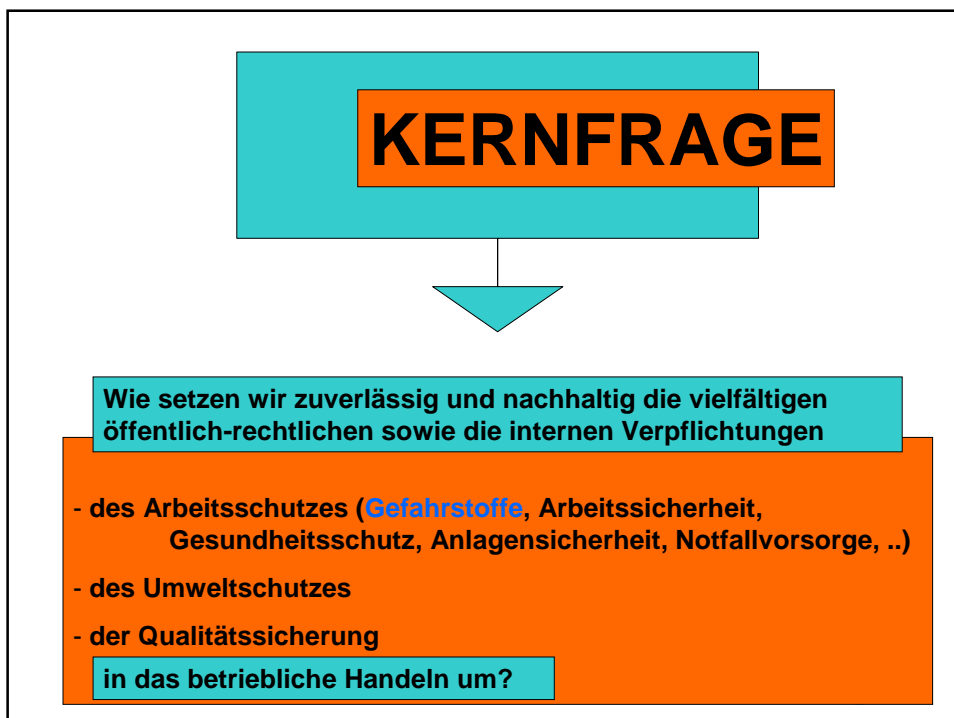 KERNFRAGE
Wie setzen wir zuverlässig und nachhaltig die vielfältigen
öffentlich-rechtlichen sowie die internen Verpflichtungen
- des Arbeitsschutzes (Gefahrstoffe, Arbeitssicherheit,
Gesundheitsschutz, Anlagensicherheit, Notfallvorsorge, ..)
- des Umweltschutzes
- der Qualitätssicherung
in das betriebliche Handeln um?